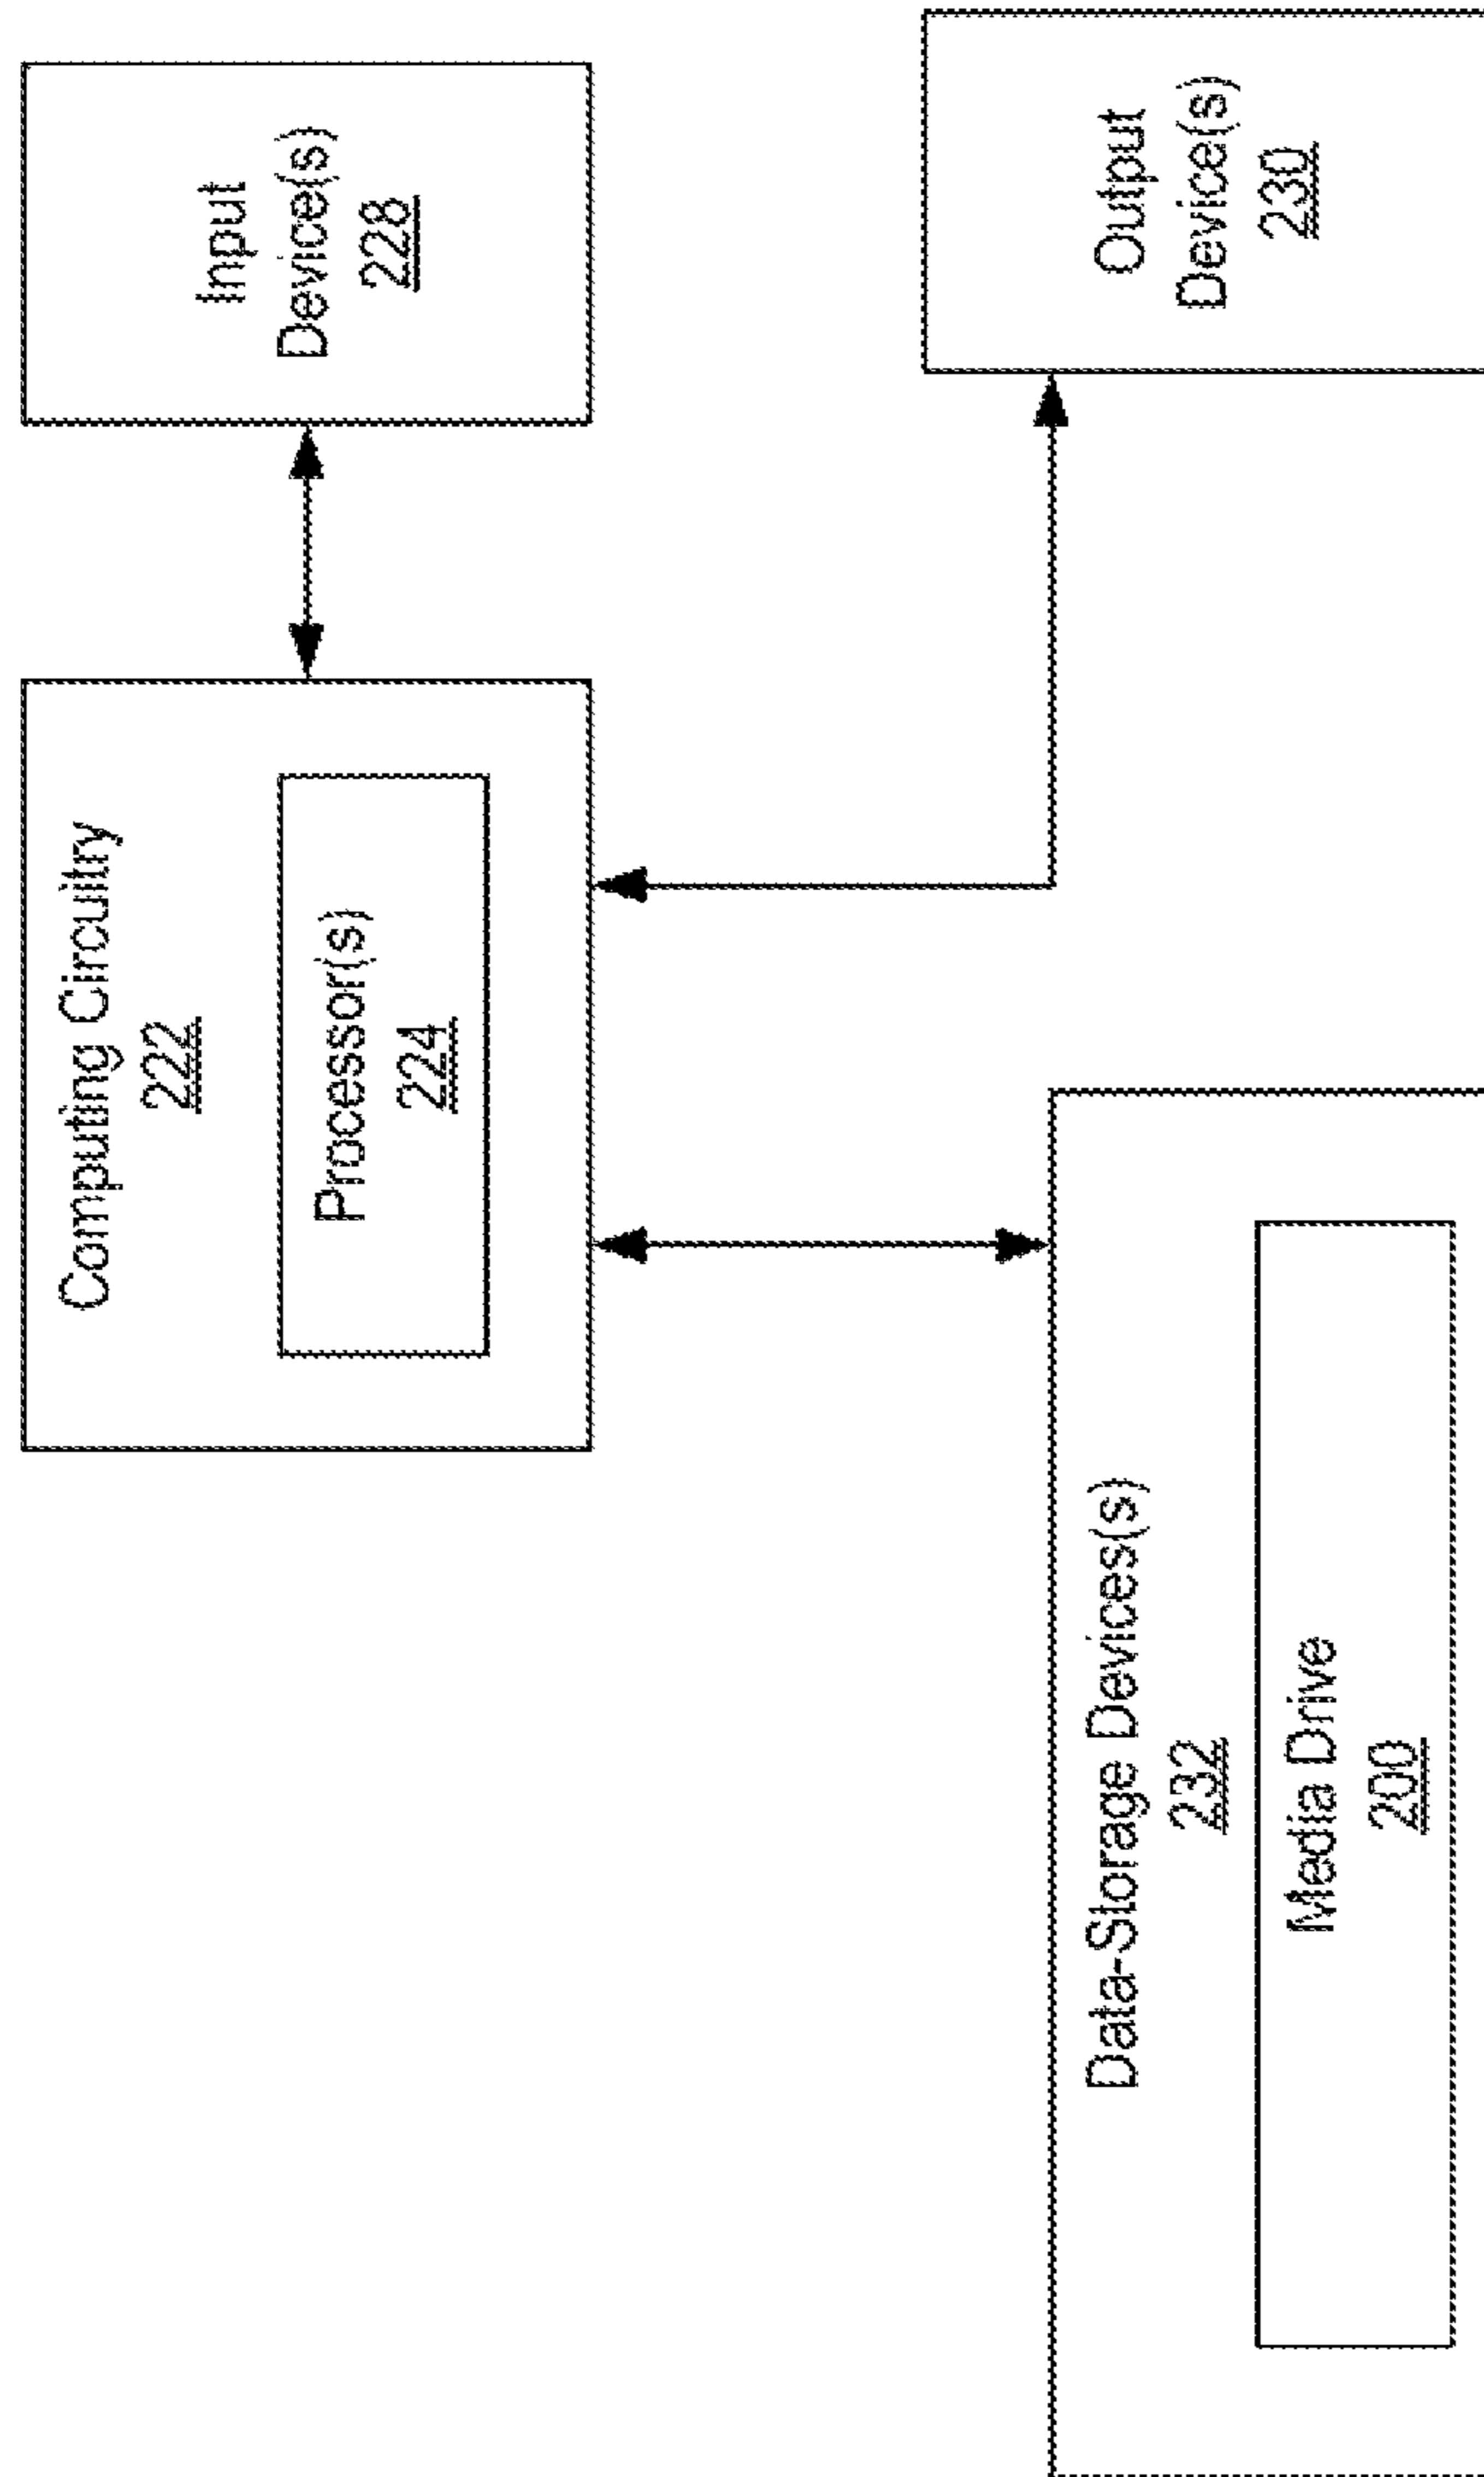 Computing Circuitry
222
Processor(s)
224
Input
Device(s)
228
Data-Storage Devices(s)
232
Media Drive
200
Output
Device(s)
230